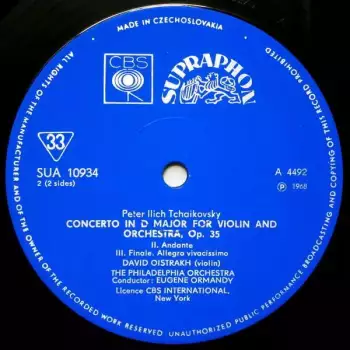 MADE IN CZECHOSLOVAKIA
ALL RIGHTS OF THE MANUFACTURER AND OF THE OWNER OF THE RECORDED WORK RESERVED UNAUTHORIZED PUBLIC PERFORMANCE BROADCASTING AND COPYING OF THIS RECORD PROHIBITED
CBS
SUPRAPHON
33
SUA 10934
2 (2 sides)
A 4492
Ⓟ 1968
Peter Ilich Tchaikovsky
CONCERTO IN D MAJOR FOR VIOLIN AND
ORCHESTRA, Op. 35
II. Andante
III. Finale. Allegro vivacissimo
DAVID OISTRAKH (violin)
THE PHILADELPHIA ORCHESTRA
Conductor: EUGENE ORMANDY
Licence CBS INTERNATIONAL,
New York